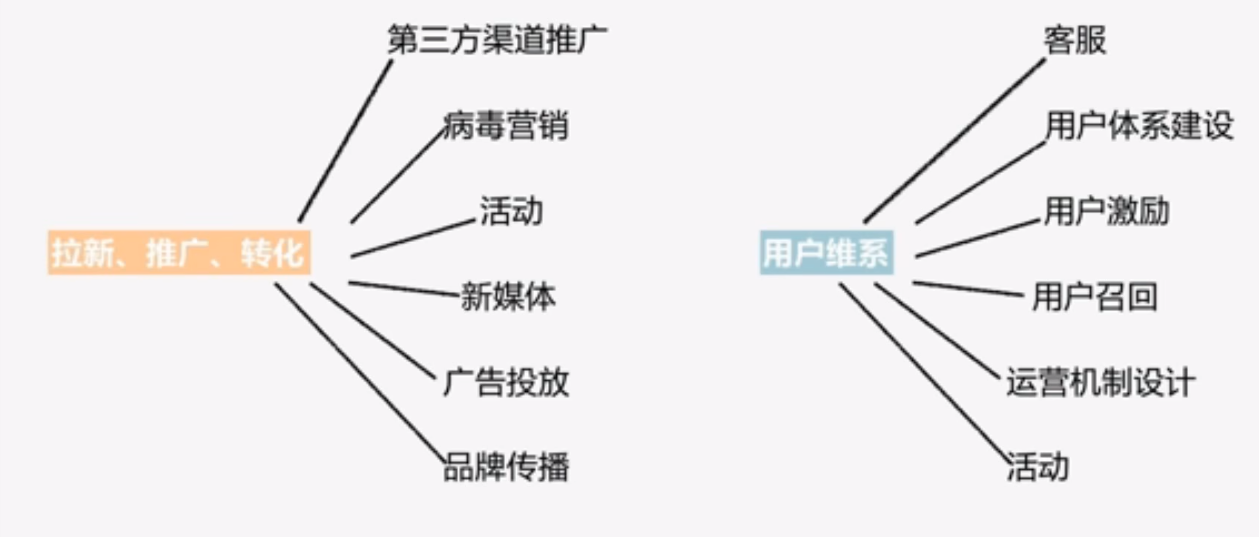 拉新、推广、转化
第三方渠道推广
病毒营销
活动
新媒体
广告投放
品牌传播
用户维系
客服
用户体系建设
用户激励
用户召回
运营机制设计
活动